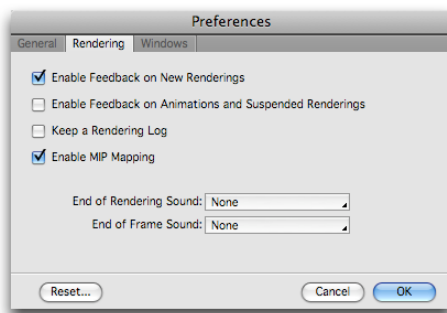 Preferences
General Rendering Windows
Enable Feedback on New Renderings
Enable Feedback on Animations and Suspended Renderings
Keep a Rendering Log
Enable MIP Mapping
End of Rendering Sound: None
End of Frame Sound: None
Reset... Cancel OK